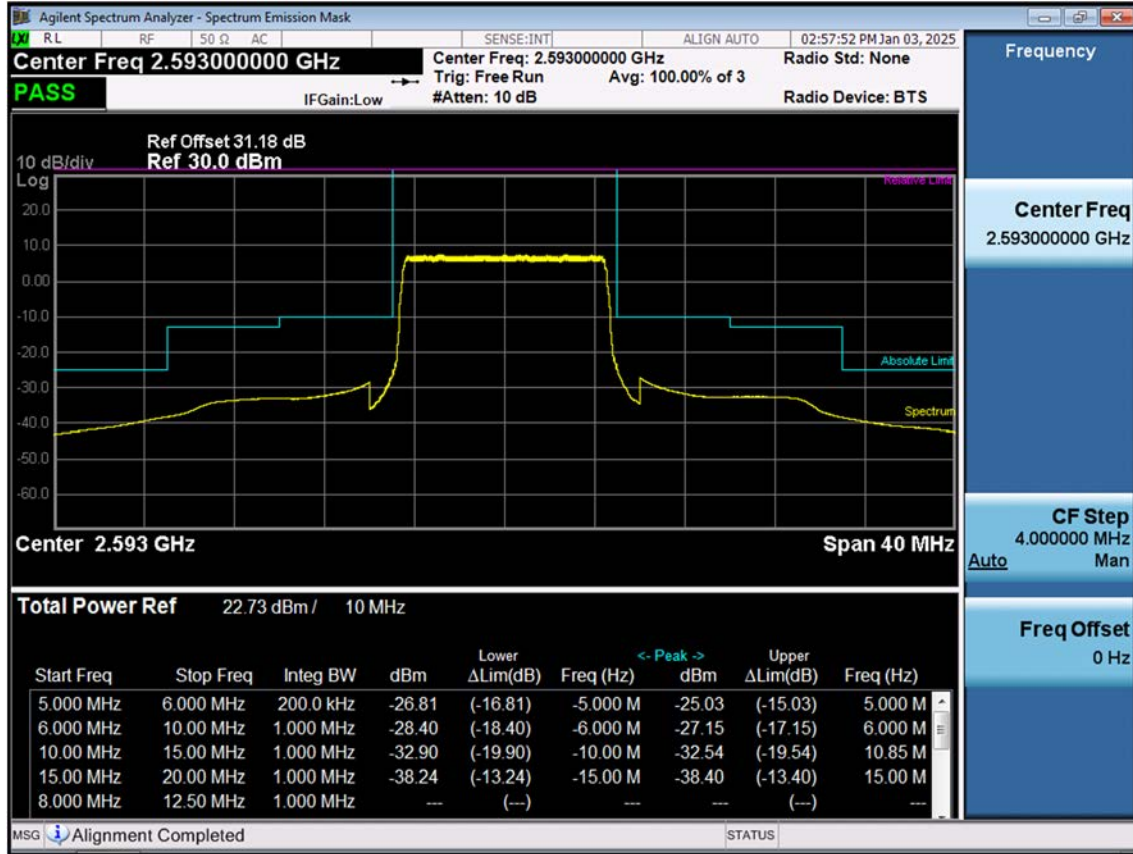 Agilent Spectrum Analyzer - Spectrum Emission Mask
LXI RL RF 50 Ω AC SENSE:INT ALIGN AUTO 02:57:52 PM Jan 03, 2025
Center Freq 2.593000000 GHz
Center Freq: 2.593000000 GHz Radio Std: None
Trig: Free Run Avg: 100.00% of 3
PASS IFGain:Low #Atten: 10 dB Radio Device: BTS
Frequency
Ref Offset 31.18 dB
10 dB/div Ref 30.0 dBm
Log
Relative Limit
20.0
10.0
0.00
-10.0
-20.0
Absolute Limit
-30.0
-40.0
Spectrum
-50.0
-60.0
Center 2.593 GHz Span 40 MHz
Center Freq
2.593000000 GHz
CF Step
4.000000 MHz
Auto Man
Freq Offset
0 Hz
Total Power Ref 22.73 dBm / 10 MHz
Lower <- Peak -> Upper
Start Freq Stop Freq Integ BW dBm ΔLim(dB) Freq (Hz) dBm ΔLim(dB) Freq (Hz)
5.000 MHz 6.000 MHz 200.0 kHz -26.81 (-16.81) -5.000 M -25.03 (-15.03) 5.000 M
6.000 MHz 10.00 MHz 1.000 MHz -28.40 (-18.40) -6.000 M -27.15 (-17.15) 6.000 M
10.00 MHz 15.00 MHz 1.000 MHz -32.90 (-19.90) -10.00 M -32.54 (-19.54) 10.85 M
15.00 MHz 20.00 MHz 1.000 MHz -38.24 (-13.24) -15.00 M -38.40 (-13.40) 15.00 M
8.000 MHz 12.50 MHz 1.000 MHz --- (---) --- --- (---) ---
MSG Alignment Completed STATUS